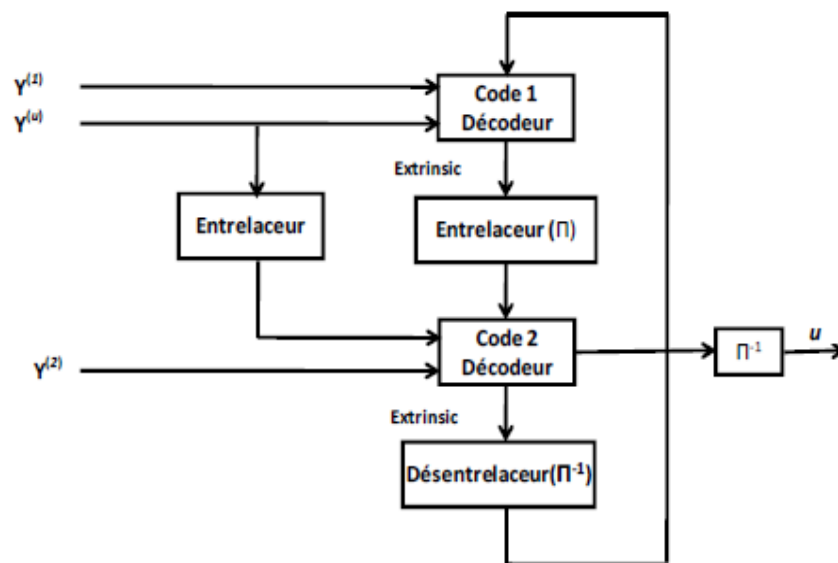 Y(1)
Code 1
Décodeur
Y(u)
Extrinsic
Entrelaceur
Entrelaceur (Π)
Code 2
Décodeur
Π-1
u
Y(2)
Extrinsic
Désentrelaceur(Π-1)